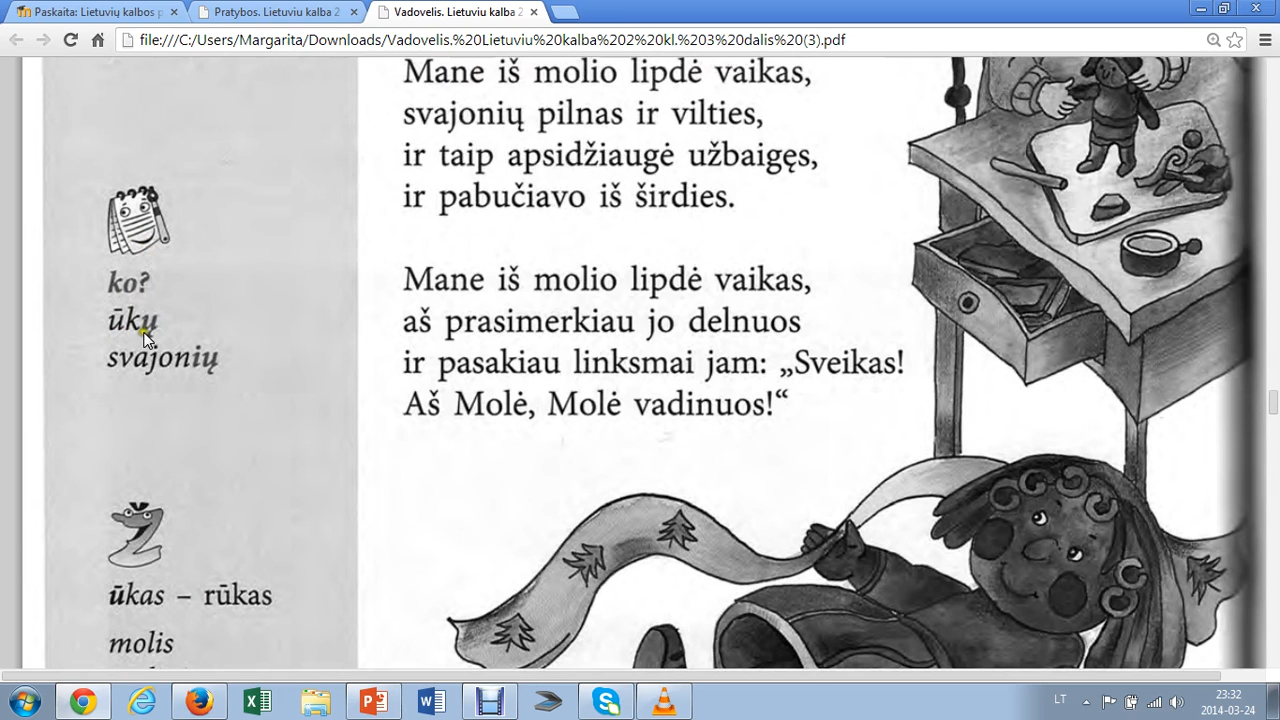 Paskaita: Lietuvių kalbos p
Pratybos. Lietuviu kalba 2
Vadovelis. Lietuviu kalba 2
file:///C:/Users/Margarita/Downloads/Vadovelis.%20Lietuviu%20kalba%202%20kl.%203%20dalis%20(3).pdf
Mane iš molio lipdė vaikas,
svajonių pilnas ir vilties,
ir taip apsidžiaugė užbaigęs,
ir pabučiavo iš širdies.
Mane iš molio lipdė vaikas,
aš prasimerkiau jo delnuos
ir pasakiau linksmai jam: „Sveikas!
Aš Molė, Molė vadinuos!“
ko?
ūkų
svajonių
ūkas – rūkas
molis
LT
23:32
2014-03-24